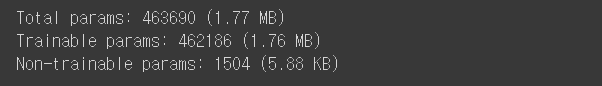 Total params: 463690 (1.77 MB)
Trainable params: 462186 (1.76 MB)
Non-trainable params: 1504 (5.88 KB)